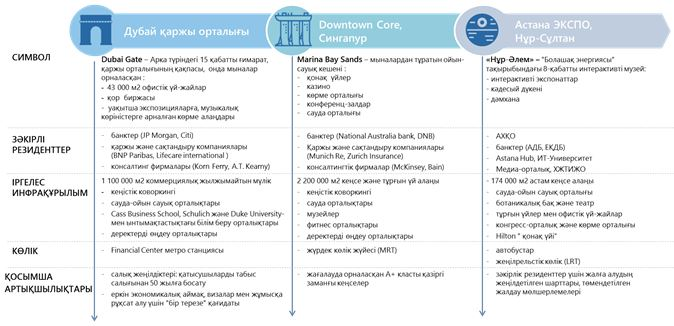 Дубай қаржы орталығы
Downtown Core,
Сингапур
Астана ЭКСПО,
Нұр-Сұлтан
СИМВОЛ
Dubai Gate – Арка түріндегі 15 қабатты ғимарат,
қаржы орталығының қақпасы, онда мыналар
орналасқан :
- 43 000 м2 офистік үй-жайлар
- қор биржасы
- уақытша экспозицияларға, музыкалық
көріністерге арналған көрме алаңдары
Marina Bay Sands – мыналардан тұратын ойын-
сауық кешені :
- қонақ үйлер
- казино
- көрме орталығы
- конференц-залдар
- сауда орталығы
«Нұр-Әлем» – "Болашақ энергиясы"
тақырыбындағы 8-қабатты интерактивті музей:
- интерактивті экспонаттар
- кәдесый дүкені
- дәмхана
ЗӘКІРЛІ
РЕЗИДЕНТТЕР
- банктер (JP Morgan, Citi)
- қаржы және сақтандыру компаниялары
(BNP Paribas, Lifecare international )
- консалтинг фирмалары (Korn Ferry, A.T. Keamy)
- банктер (National Australia bank, DNB)
- Қаржы және сақтандыру компаниялары
(Munich Re, Zurich Insurance)
- консалтингтік фирмалар (McKinsey, Bain)
- АХҚО
- банктер (АДБ, ЕҚДБ)
- Astana Hub, ИТ-Университет
- Медиа-орталық, ХЖТИЖО
ІРГЕЛЕС
ИНФРАҚҰРЫЛЫМ
1 100 000 м2 коммерциялық жылжымайтын мүлік
- кеңістік коворкингі
- сауда-ойын сауық орталықтары
- Cass Business School, Schulich және Duke University-
мен ынтымақтастықтағы білім беру орталықтары
- деректерді өңдеу орталықтары
2 200 000 м2 кеңсе және тұрғын үй алаңы
- кеңістік коворкингі
- сауда орталықтары
- музейлер
- фитнес орталықтары
- деректерді өңдеу орталықтары
- 174 000 м2 астам кеңсе алаңы
- сауда-ойын сауық орталығы
- ботаникалық бақ және театр
- тұрғын үйлер мен офистік үй-жайлар
- конгресс-орталық және көрме орталығы
- Hilton " қонақ үйі"
КӨЛІК
- Financial Center метро станциясы
- жүрдек көлік жүйесі (MRT)
- автобустар
- жеңілрельстік көлік (LRT)
ҚОСЫМША
АРТЫҚШЫЛЫҚТАРЫ
- салық жеңілдіктері: қатысушыларды табыс
салығынан 50 жылға босату
- еркін экономикалық аймақ, визалар мен жұмысқа
рұқсат алу үшін "бір терезе" қағидаты
- жағалауда орналасқан А+ класты қазіргі
заманғы кеңселер
- зәкірлік резиденттер үшін жалға алудың
жеңілдетілген шарттары, төмендетілген
жалдау мөлшерлемелері